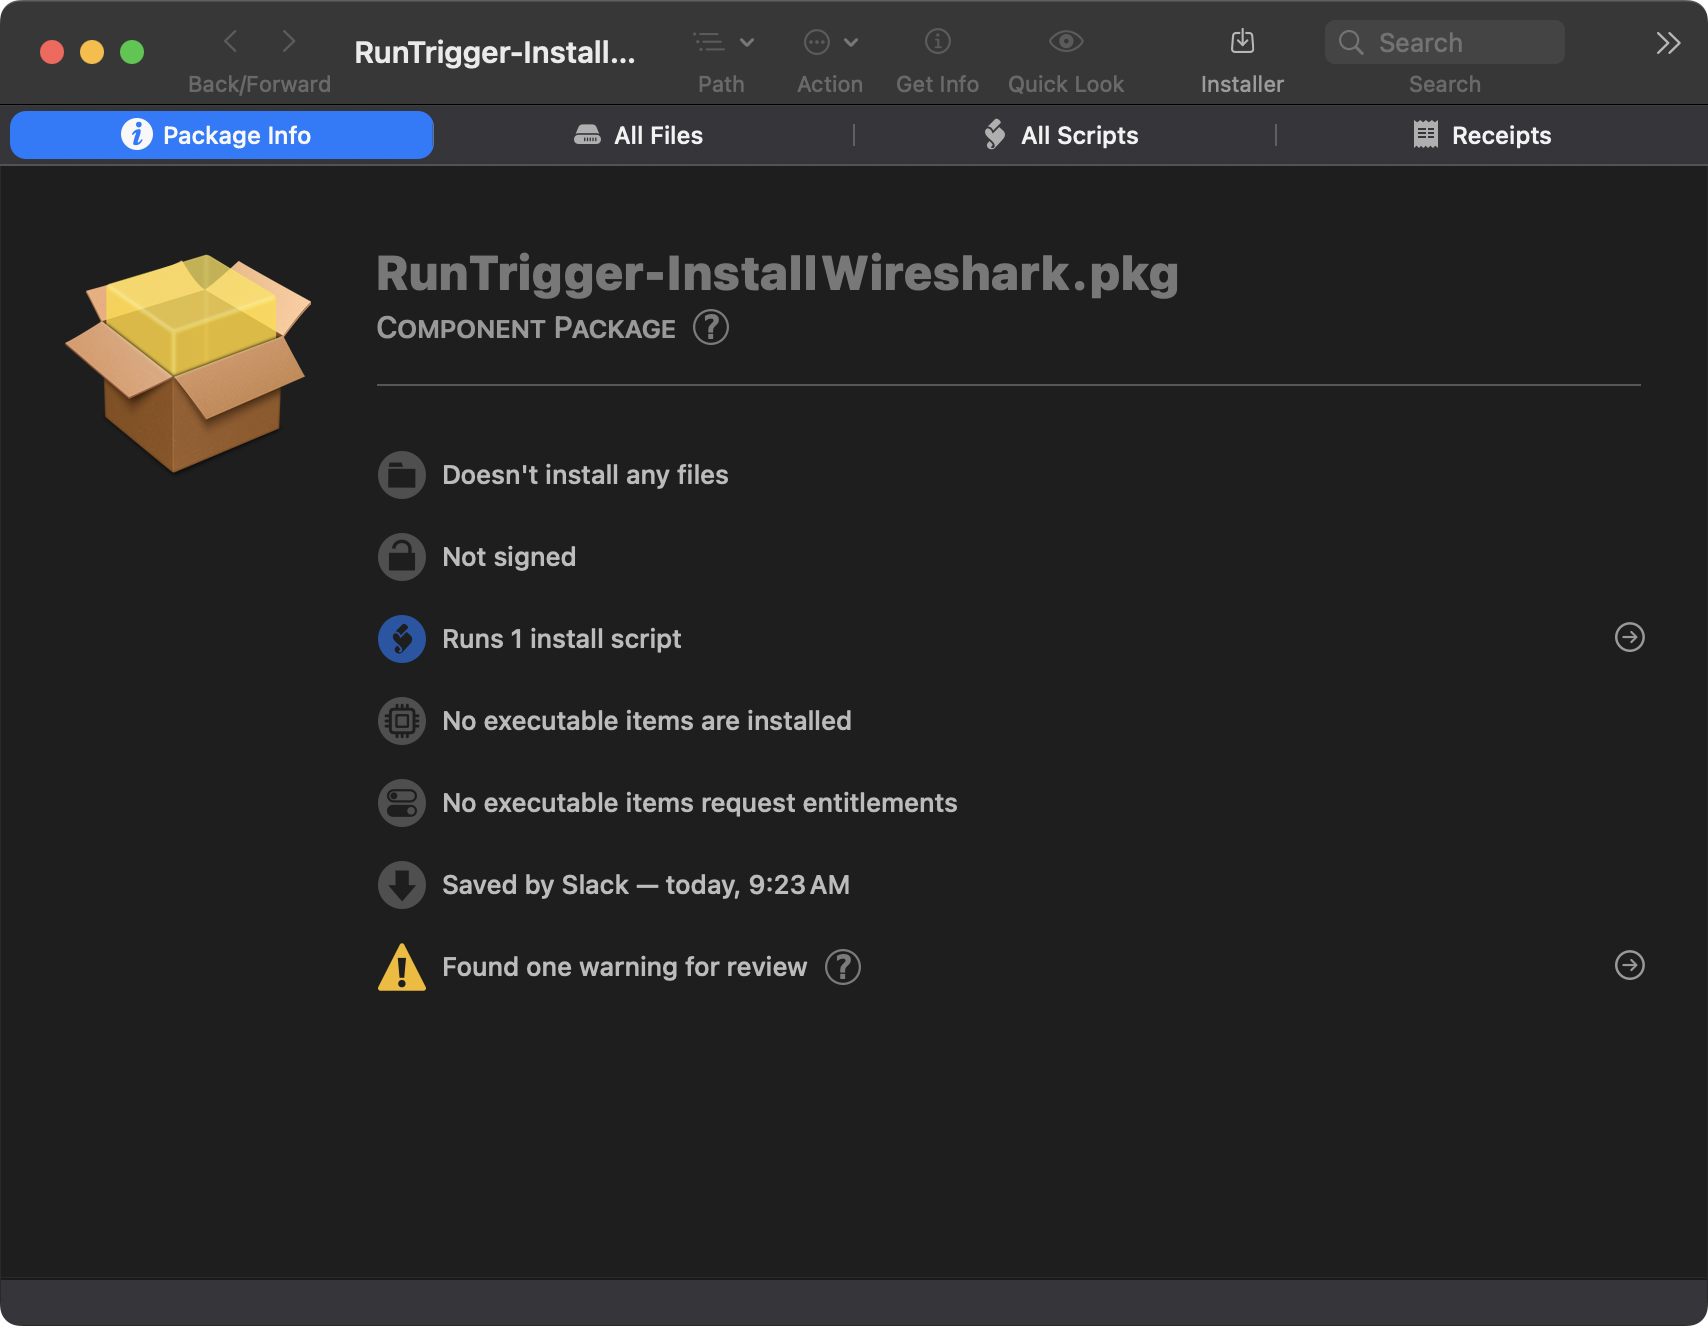 RunTrigger-Install...
Back/Forward
Path
Action
Get Info
Quick Look
Installer
Search
Search
Package Info
All Files
All Scripts
Receipts
RunTrigger-InstallWireshark.pkg
COMPONENT PACKAGE ?
Doesn't install any files
Not signed
Runs 1 install script
No executable items are installed
No executable items request entitlements
Saved by Slack — today, 9:23 AM
Found one warning for review ?